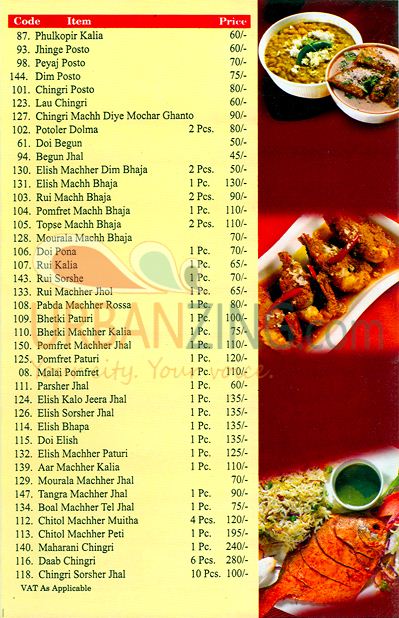 Code Item Price
87. Phulkopir Kalia 60/-
93. Jhinge Posto 60/-
98. Peyaj Posto 70/-
144. Dim Posto 75/-
101. Chingri Posto 80/-
123. Lau Chingri 60/-
127. Chingri Machh Diye Mochar Ghanto 90/-
102. Potoler Dolma 2 Pcs. 80/-
61. Doi Begun 50/-
94. Begun Jhal 45/-
130. Elish Machher Dim Bhaja 2 Pcs. 50/-
131. Elish Machh Bhaja 1 Pc. 130/-
103. Rui Machh Bhaja 2 Pcs. 90/-
104. Pomfret Machh Bhaja 1 Pc. 110/-
105. Topse Machh Bhaja 2 Pcs. 110/-
128. Mourala Machh Bhaja 70/-
106. Doi Pona 1 Pc. 70/-
107. Rui Kalia 1 Pc. 65/-
143. Rui Sorshe 1 Pc. 70/-
133. Rui Machher Jhol 1 Pc. 65/-
108. Pabda Machher Rossa 1 Pc. 80/-
109. Bhetki Paturi 1 Pc. 100/-
110. Bhetki Machher Kalia 1 Pc.
150. Pomfret Machher Jhal 1 Pc. 110/-
125. Pomfret Paturi 1 Pc. 120/-
08. Malai Pomfret 1 Pc. 110/-
111. Parsher Jhal 1 Pc. 60/-
124. Elish Kalo Jeera Jhal 1 Pc. 135/-
126. Elish Sorsher Jhal 1 Pc. 135/-
114. Elish Bhapa 1 Pc. 135/-
115. Doi Elish 1 Pc. 135/-
132. Elish Machher Paturi 1 Pc. 125/-
139. Aar Machher Kalia 1 Pc. 110/-
129. Mourala Machher Jhal 70/-
147. Tangra Machher Jhal 1 Pc. 90/-
134. Boal Machher Tel Jhal 1 Pc. 75/-
112. Chitol Machher Muitha 4 Pcs. 120/-
113. Chitol Machher Peti 1 Pc. 195/-
140. Maharani Chingri 1 Pc. 240/-
116. Daab Chingri 6 Pcs. 280/-
118. Chingri Sorsher Jhal 10 Pcs. 100/-
VAT As Applicable